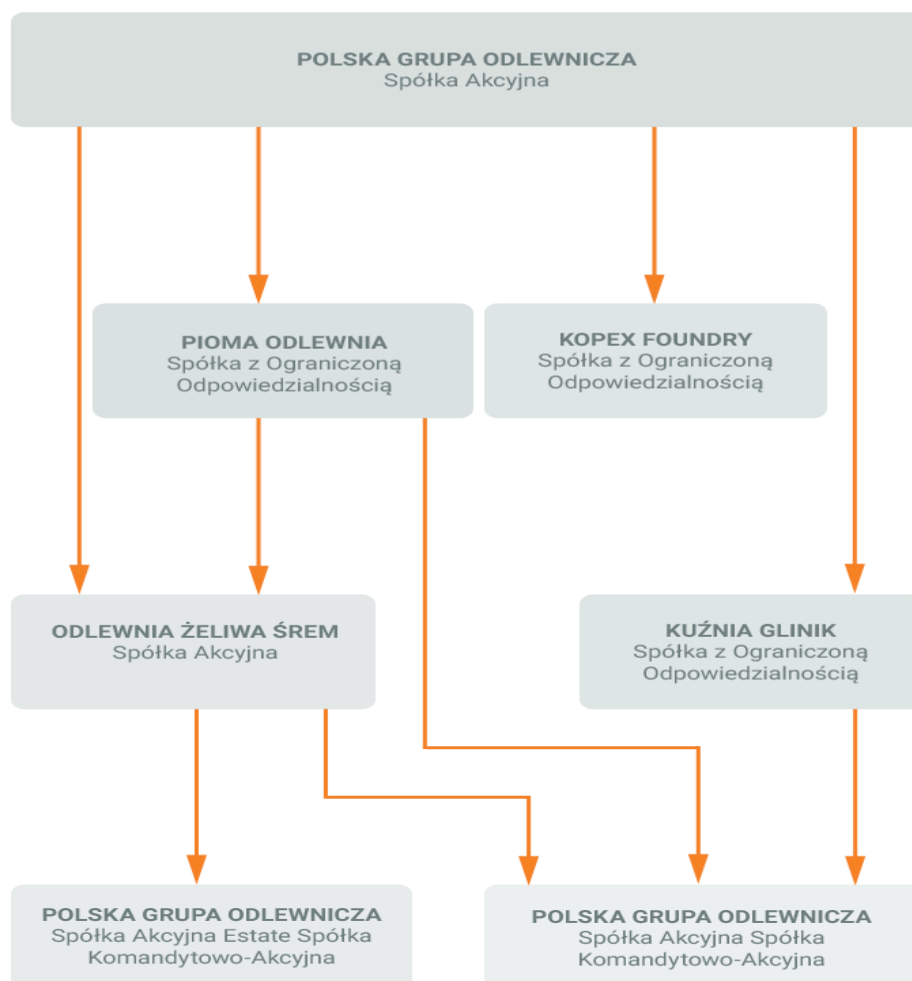 POLSKA GRUPA ODLEWNICZA
Spółka Akcyjna
PIOMA ODLEWNIA
Spółka z Ograniczoną
Odpowiedzialnością
KOPEX FOUNDRY
Spółka z Ograniczoną
Odpowiedzialnością
ODLEWNIA ŻELIWA ŚREM
Spółka Akcyjna
KUŹNIA GLINIK
Spółka z Ograniczoną
Odpowiedzialnością
POLSKA GRUPA ODLEWNICZA
Spółka Akcyjna Estate Spółka
Komandytowo-Akcyjna
POLSKA GRUPA ODLEWNICZA
Spółka Akcyjna Spółka
Komandytowo-Akcyjna